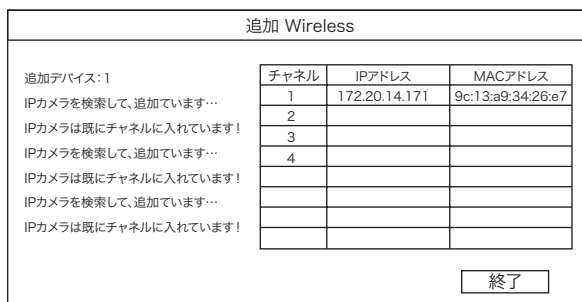 追加 Wireless
追加デバイス：1
IPカメラを検索して、追加ています…
IPカメラは既にチャネルに入れています！
IPカメラを検索して、追加ています…
IPカメラは既にチャネルに入れています！
IPカメラを検索して、追加ています…
IPカメラは既にチャネルに入れています！
チャネル IPアドレス MACアドレス
1 172.20.14.171 9c:13:a9:34:26:e7
2
3
4
終了